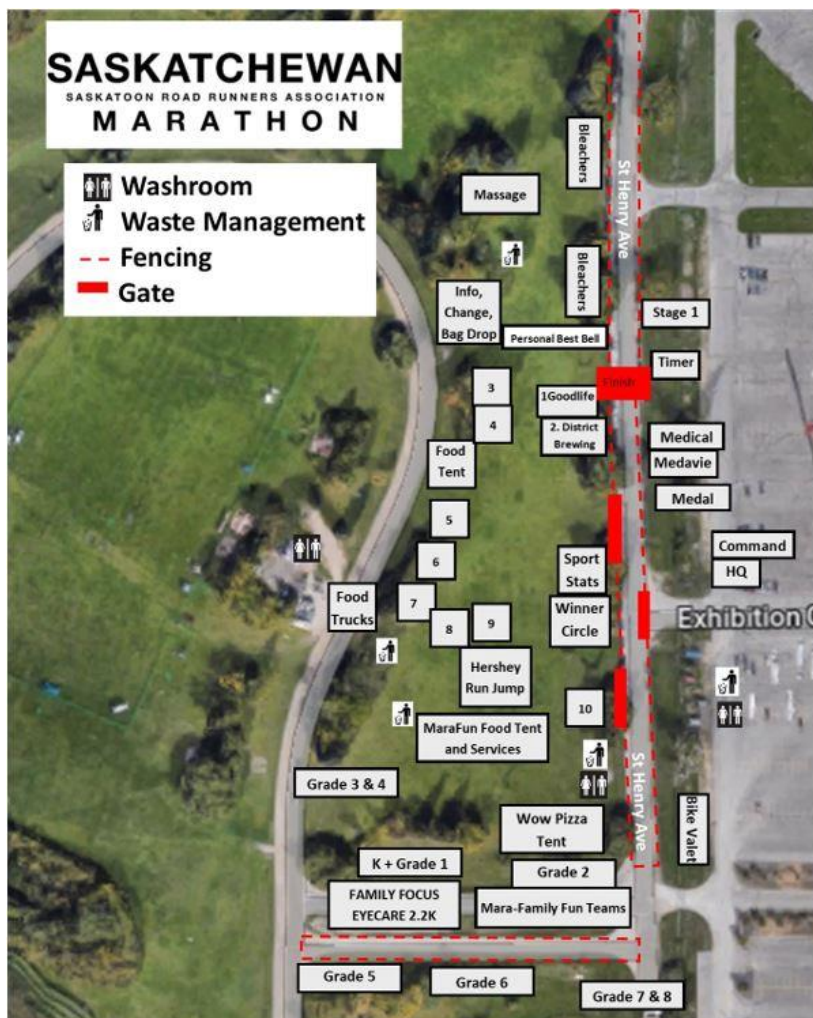 SASKATCHEWAN
SASKATOON ROAD RUNNERS ASSOCIATION
MARATHON
Washroom
Waste Management
Fencing
Gate
Bleachers
St Henry Ave
Massage
Bleachers
Info,
Change,
Bag Drop
Stage 1
Personal Best Bell
Timer
Finish
3
1Goodlife
4
2. District
Brewing
Medical
Food
Tent
Medavie
Medal
5
Command
HQ
6
Sport
Stats
Food
Trucks
7
8
9
Winner
Circle
Exhibition
Hershey
Run Jump
10
MaraFun Food Tent
and Services
Grade 3 & 4
St Henry Ave
Wow Pizza
Tent
Bike Valet
K + Grade 1
Grade 2
FAMILY FOCUS
EYECARE 2.2K
Mara-Family Fun Teams
Grade 5
Grade 6
Grade 7 & 8